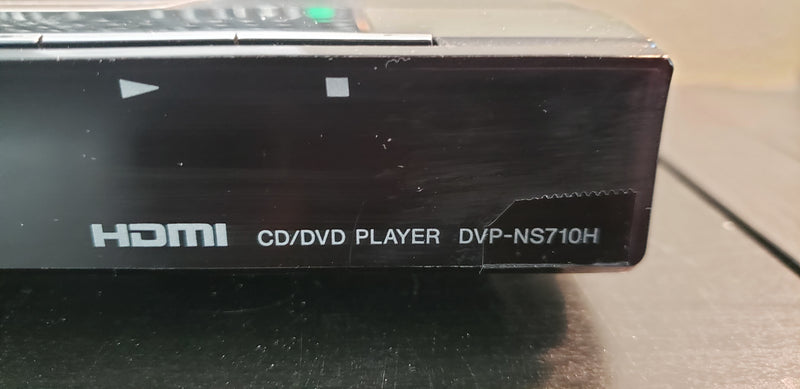 HDMI CD/DVD PLAYER DVP-NS710H